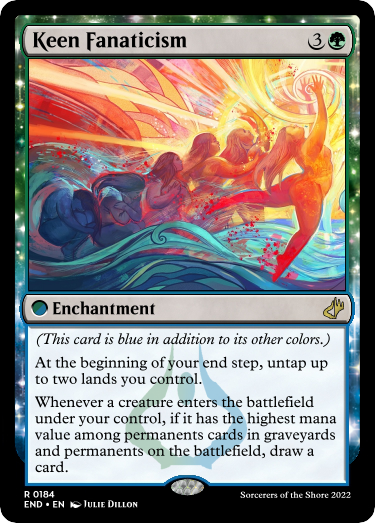 Keen Fanaticism 3
Enchantment
(This card is blue in addition to its other colors.)
At the beginning of your end step, untap up
to two lands you control.
Whenever a creature enters the battlefield
under your control, if it has the highest mana
value among permanents cards in graveyards
and permanents on the battlefield, draw a
card.
R 0184
END • EN Julie Dillon Sorcerers of the Shore 2022